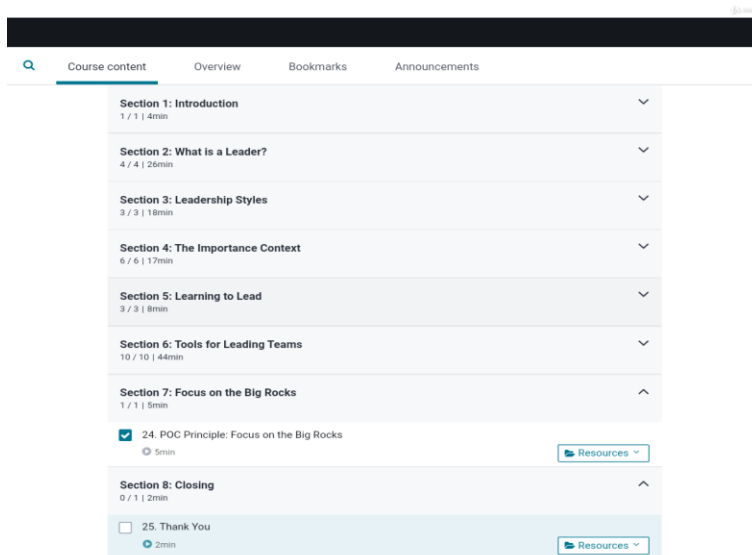 Course content
Overview
Bookmarks
Announcements
Section 1: Introduction
1 / 1 | 4min
Section 2: What is a Leader?
4 / 4 | 26min
Section 3: Leadership Styles
3 / 3 | 18min
Section 4: The Importance Context
6 / 6 | 17min
Section 5: Learning to Lead
3 / 3 | 8min
Section 6: Tools for Leading Teams
10 / 10 | 44min
Section 7: Focus on the Big Rocks
1 / 1 | 5min
24. POC Principle: Focus on the Big Rocks
5min
Resources
Section 8: Closing
0 / 1 | 2min
25. Thank You
2min
Resources